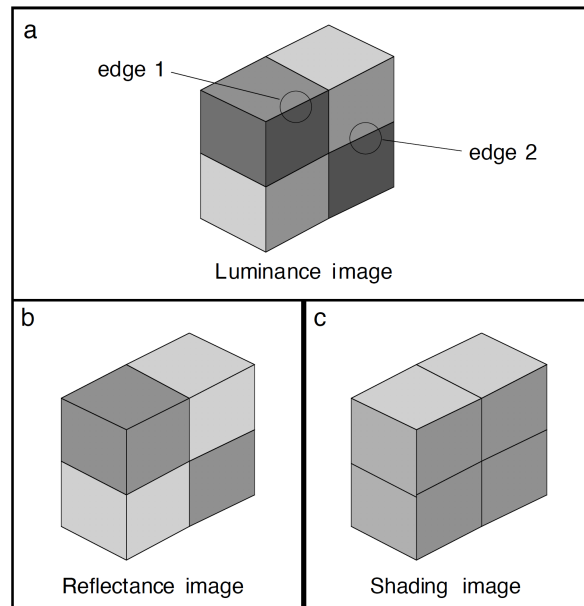 a
edge 1
edge 2
Luminance image
b
Reflectance image
c
Shading image